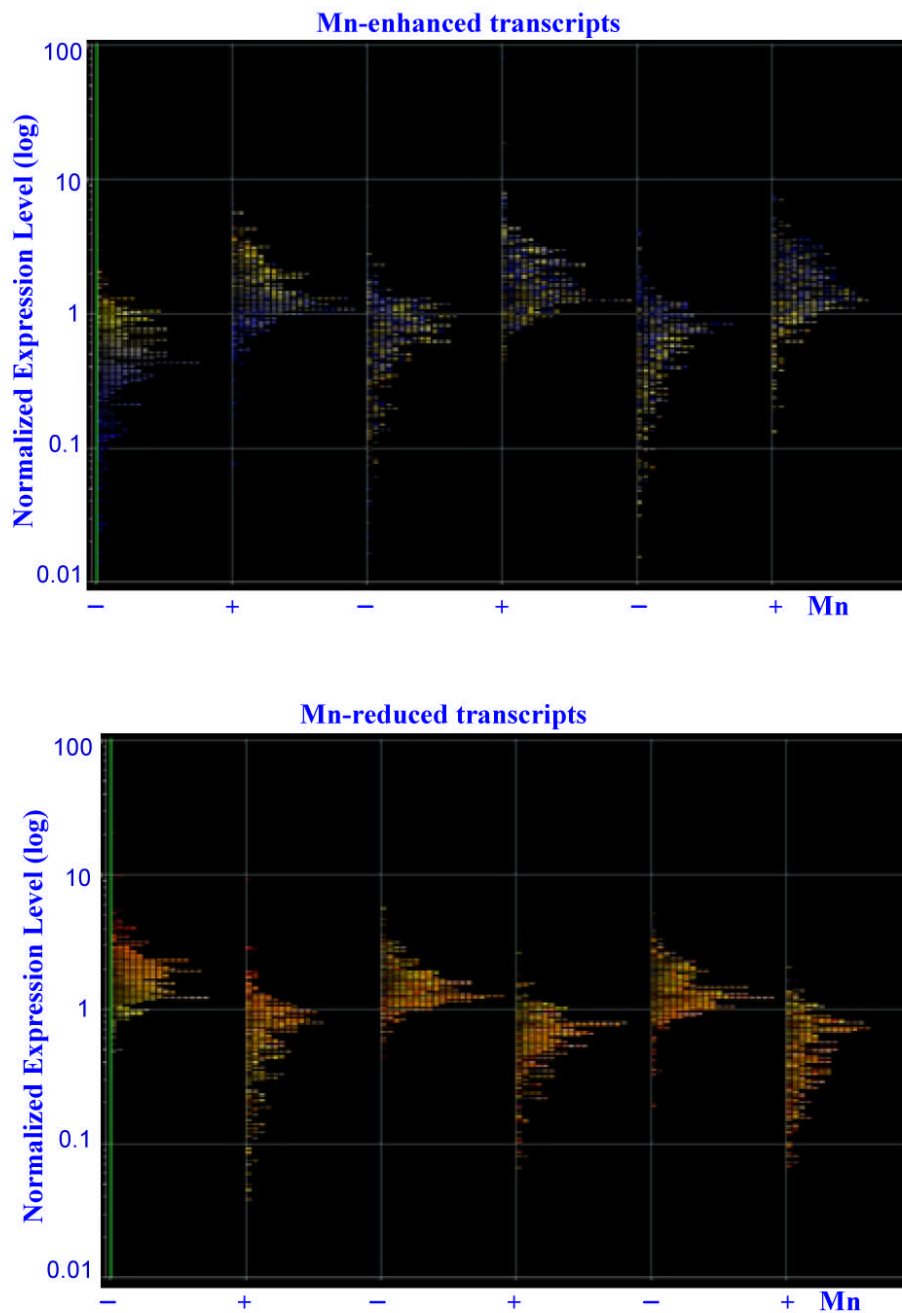 Mn-enhanced transcripts
Normalized Expression Level (log)
100
10
1
0.1
0.01
− + − + − + Mn
Mn-reduced transcripts
Normalized Expression Level (log)
100
10
1
0.1
0.01
− + − + − + Mn